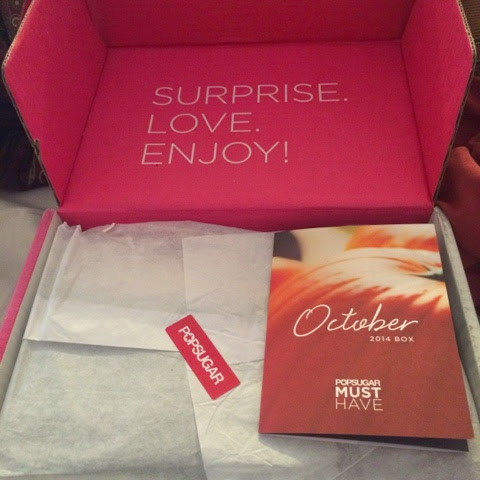 SURPRISE.
LOVE.
ENJOY!
POPSUGAR
October
2014 BOX
POPSUGAR
MUST
HAVE